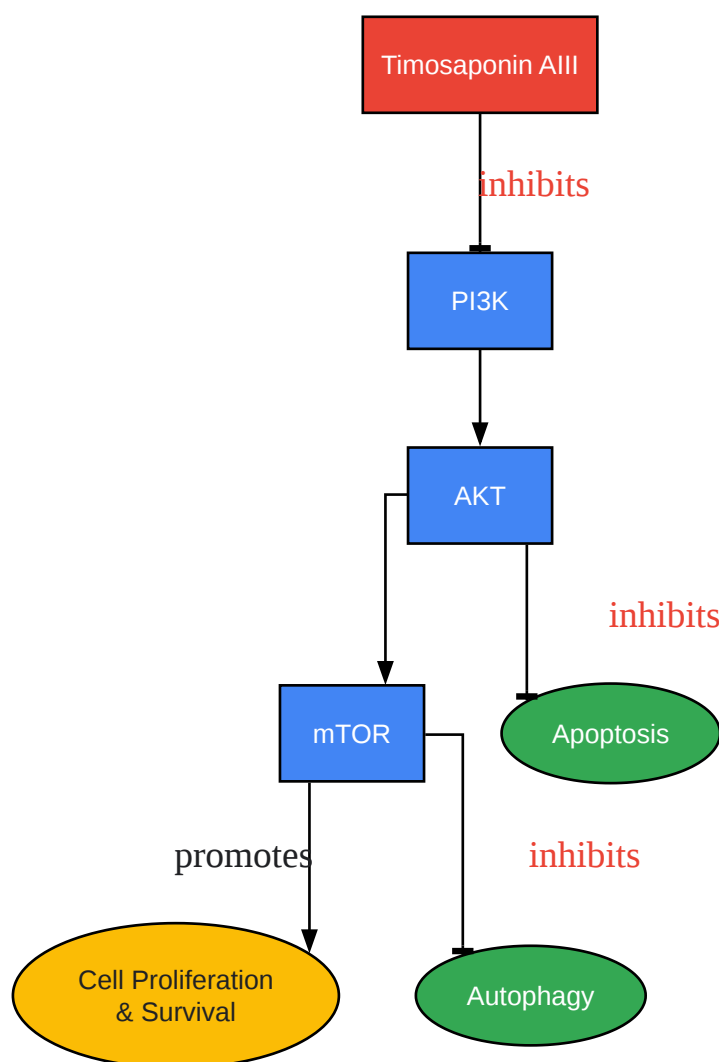 Timosaponin AIII
inhibits
PI3K
AKT
inhibits
mTOR
Apoptosis
promotes
inhibits
Cell Proliferation
& Survival
Autophagy